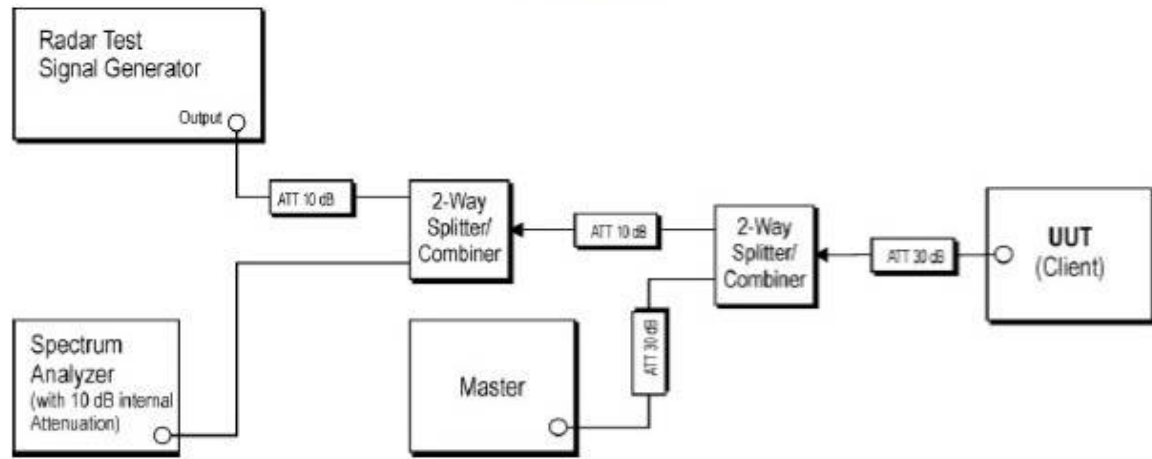 Radar Test
Signal Generator
Output
ATT 10 dB
2-Way
Splitter/
Combiner
ATT 10 dB
2-Way
Splitter/
Combiner
ATT 30 dB
UUT
(Client)
Spectrum
Analyzer
(with 10 dB internal
Attenuation)
Master
ATT 30 dB